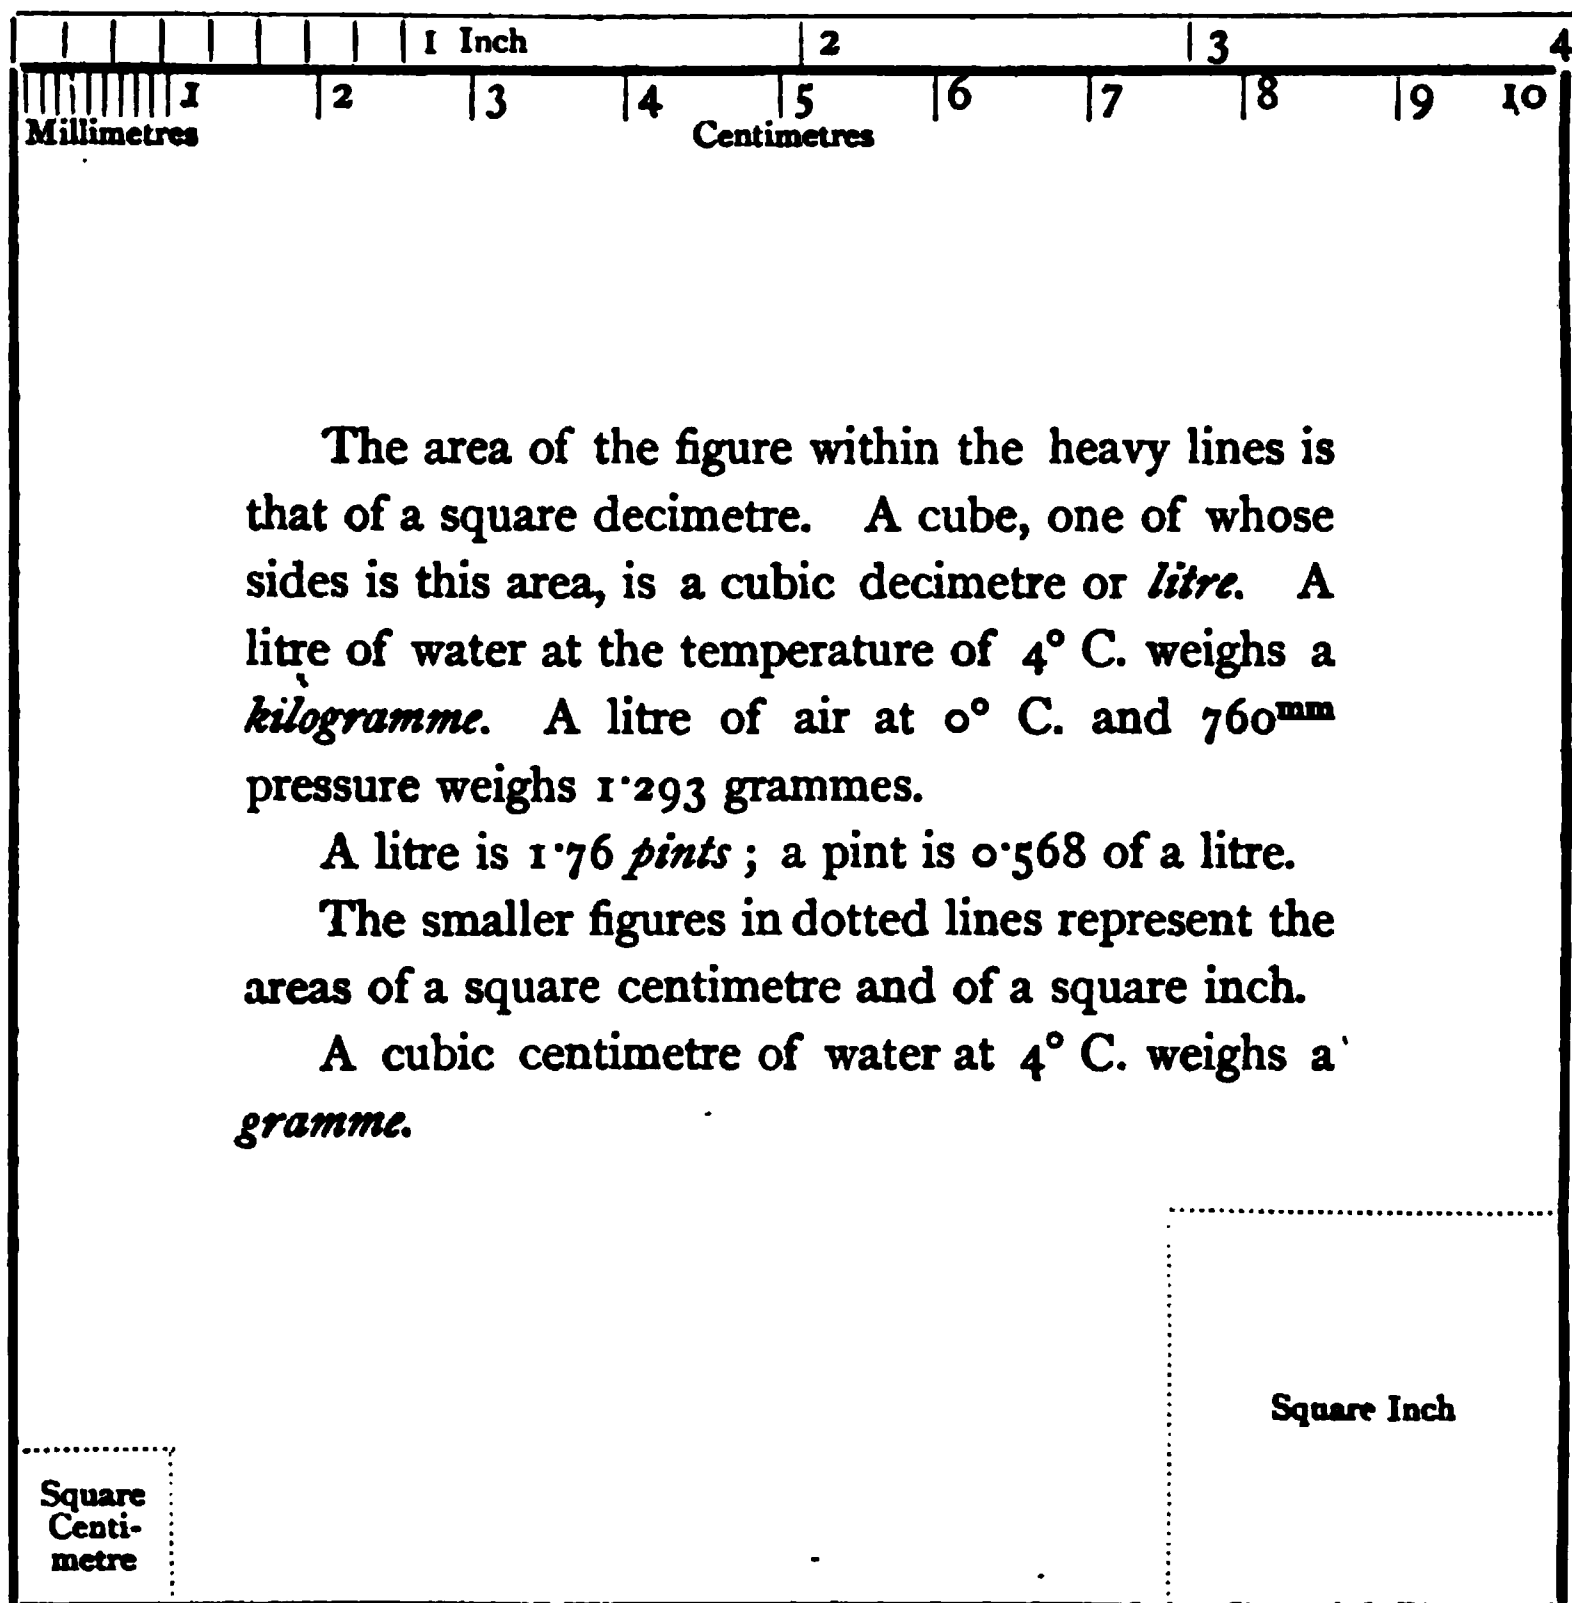 1 Inch 2 3 4
1 2 3 4 5 6 7 8 9 10
Millimetres Centimetres
The area of the figure within the heavy lines is
that of a square decimetre. A cube, one of whose
sides is this area, is a cubic decimetre or litre. A
litre of water at the temperature of 4° C. weighs a
kilogramme. A litre of air at 0° C. and 760mm
pressure weighs 1·293 grammes.
A litre is 1·76 pints ; a pint is 0·568 of a litre.
The smaller figures in dotted lines represent the
areas of a square centimetre and of a square inch.
A cubic centimetre of water at 4° C. weighs a
gramme.
Square Inch
Square
Centi-
metre